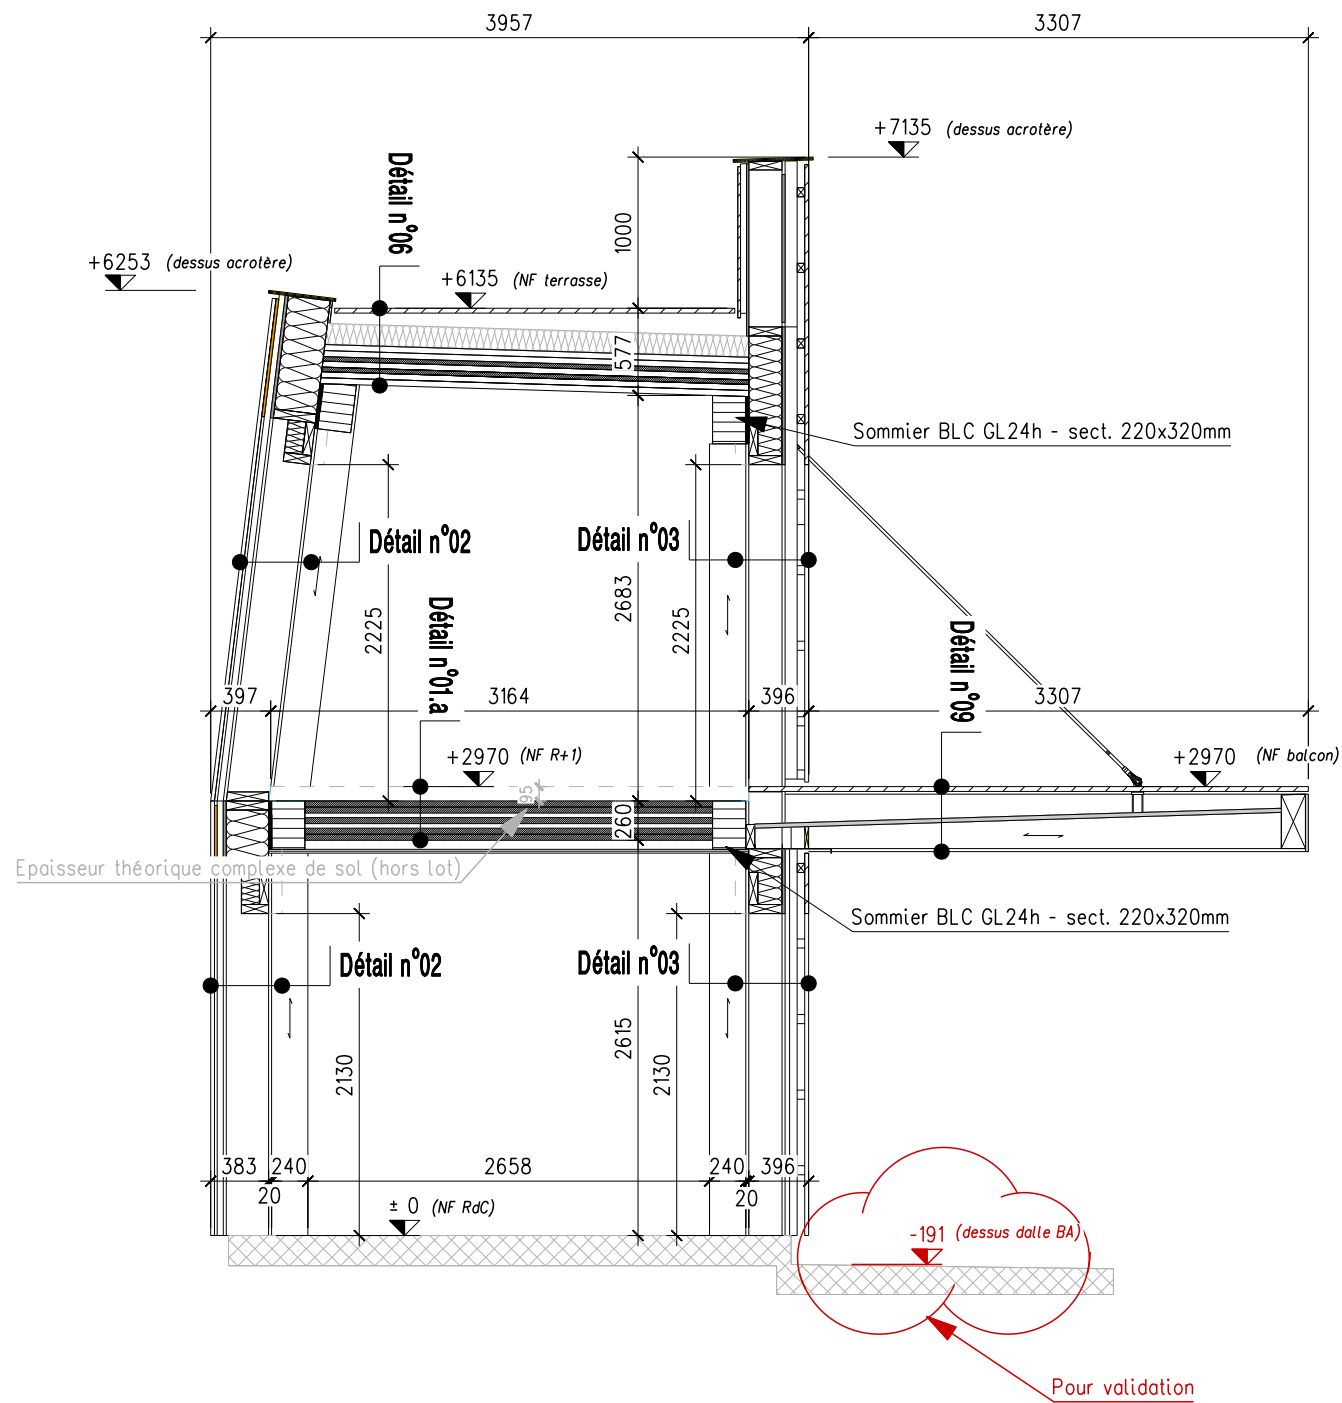 3957
3307
+7135 (dessus acrotère)
Détail n°06
1000
+6253 (dessus acrotère)
+6135 (NF terrasse)
577
Sommier BLC GL24h - sect. 220x320mm
Détail n°02
Détail n°03
2225
Détail n°01.a
2683
2225
Détail n°09
397
3164
396
3307
+2970 (NF R+1)
+2970 (NF balcon)
95
260
Epaisseur théorique complexe de sol (hors lot)
Sommier BLC GL24h - sect. 220x320mm
Détail n°02
Détail n°03
2130
2615
2130
383
240
2658
240
396
20
20
± 0 (NF RdC)
-191 (dessus dalle BA)
Pour validation